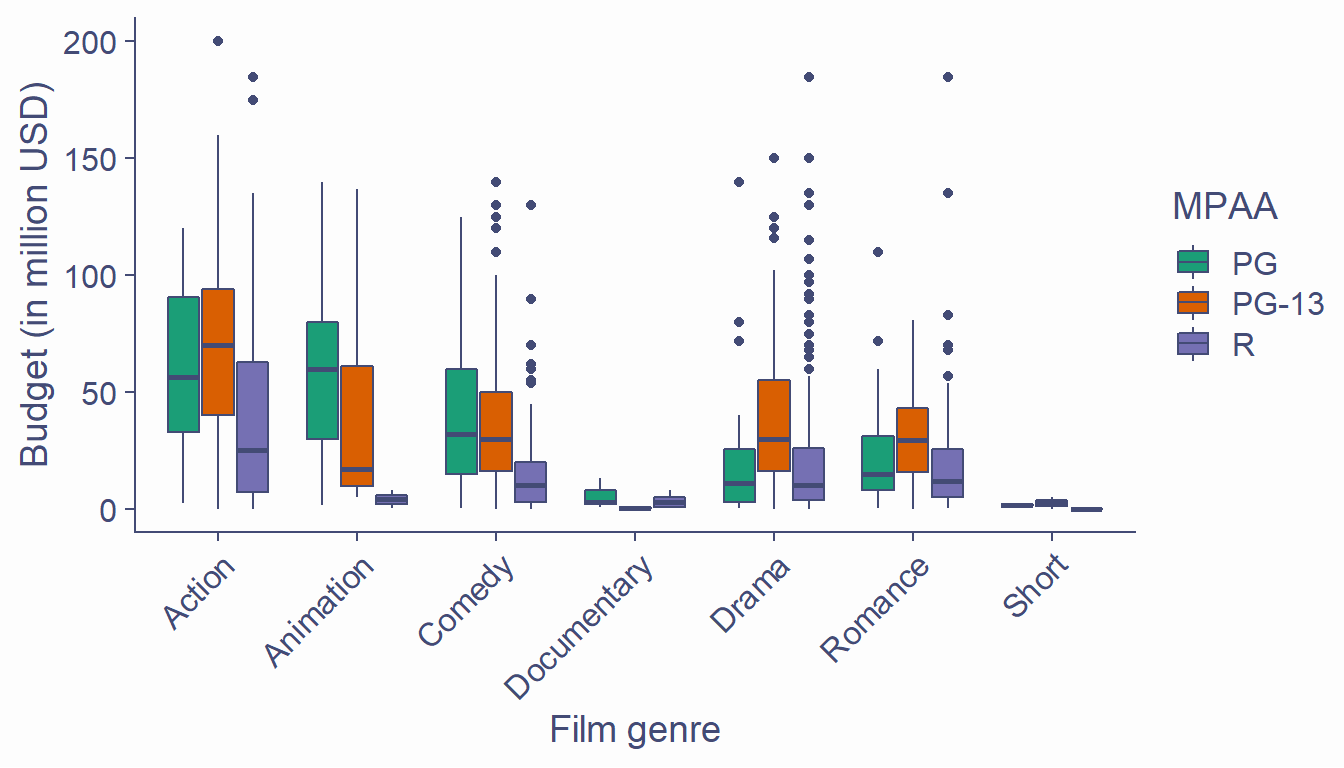 200
150
100
50
0
Budget (in million USD)
Action
Animation
Comedy
Documentary
Drama
Romance
Short
Film genre
MPAA
PG
PG-13
R